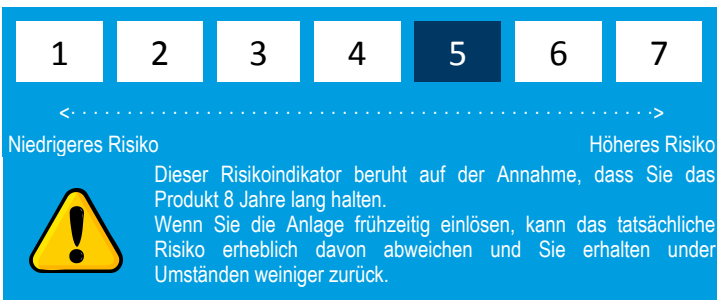 1 2 3 4 5 6 7
<· · · · · · · · · · · · · · · · · · · · · · · · · · · · · · · · · · · · · · · · · · · · · · · · · · · ·>
Niedrigeres Risiko Höheres Risiko
Dieser Risikoindikator beruht auf der Annahme, dass Sie das
Produkt 8 Jahre lang halten.
Wenn Sie die Anlage frühzeitig einlösen, kann das tatsächliche
Risiko erheblich davon abweichen und Sie erhalten under
Umständen weiniger zurück.